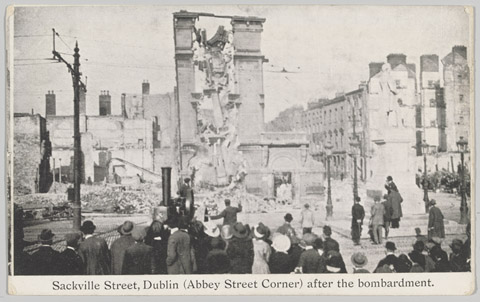 Sackville Street, Dublin (Abbey Street Corner) after the bombardment.